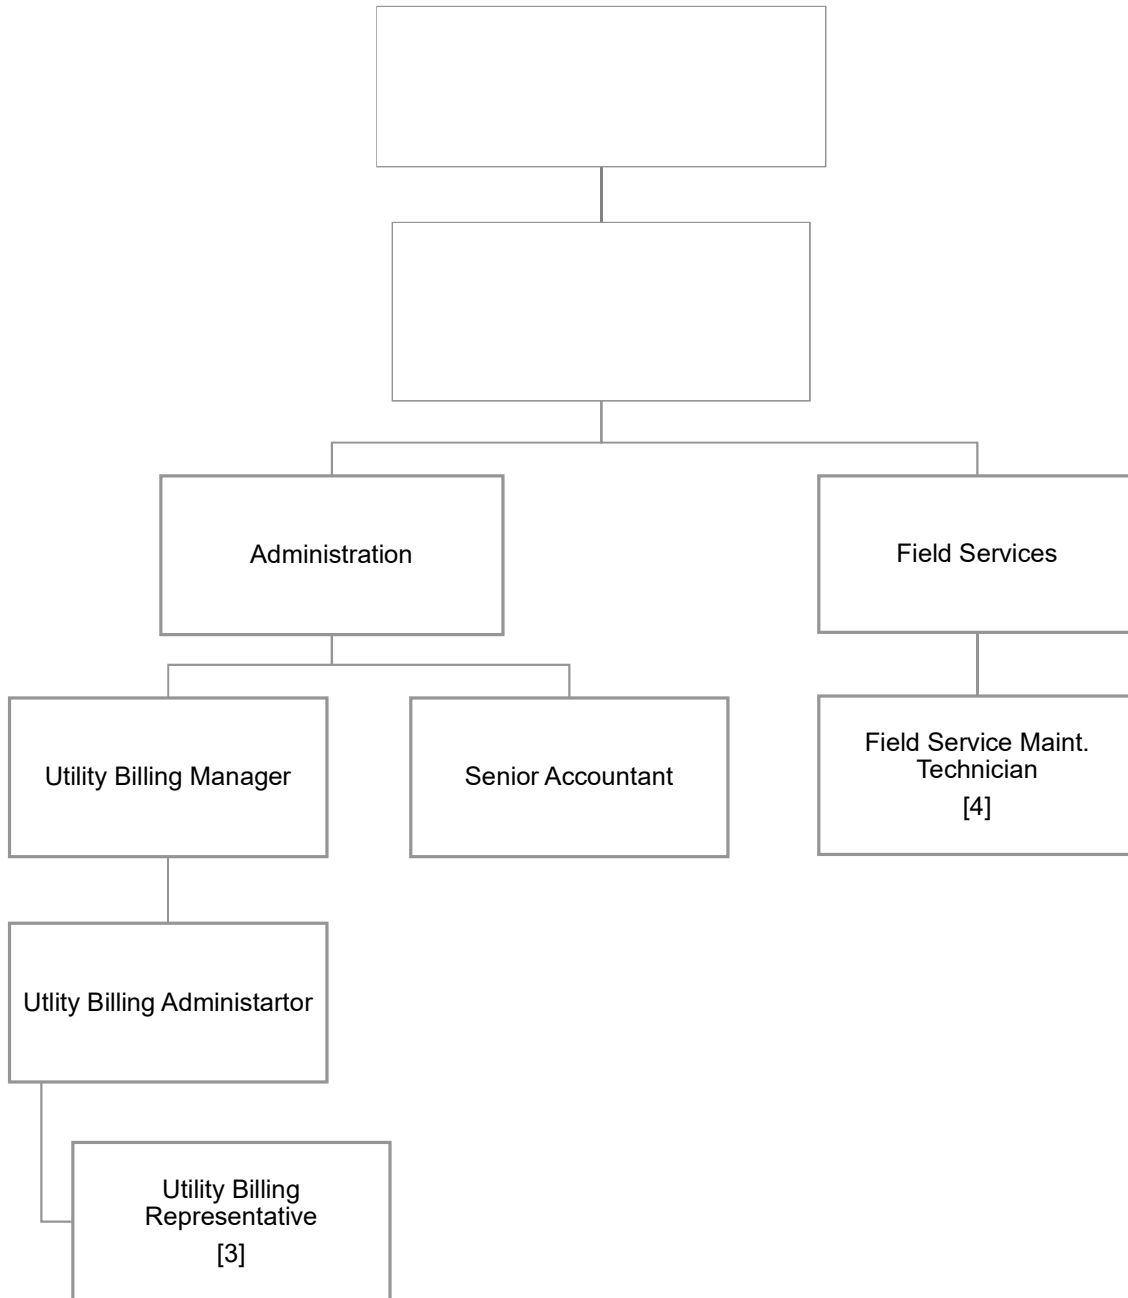 Administration
Field Services
Utility Billing Manager
Senior Accountant
Field Service Maint.
Technician
[4]
Utlity Billing Administartor
Utility Billing
Representative
[3]